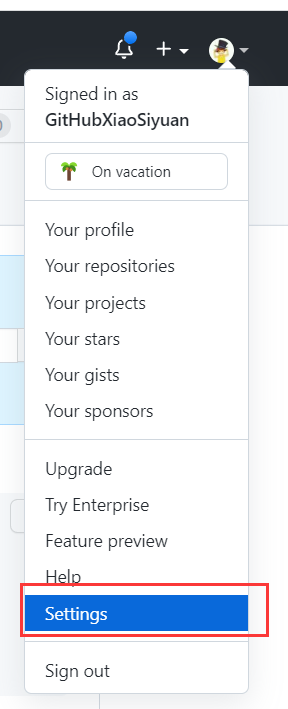 Signed in as
GitHubXiaoSiyuan
On vacation
Your profile
Your repositories
Your projects
Your stars
Your gists
Your sponsors
Upgrade
Try Enterprise
Feature preview
Help
Settings
Sign out